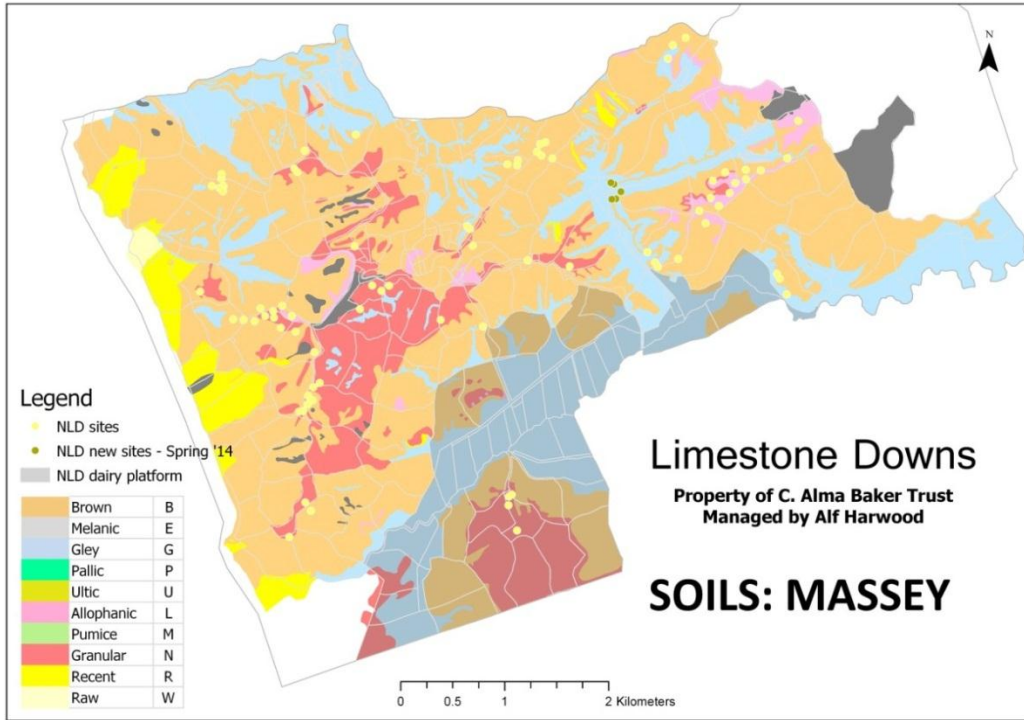 N
Legend
NLD sites
NLD new sites - Spring '14
NLD dairy platform
Brown B
Melanic E
Gley G
Pallic P
Ultic U
Allophanic L
Pumice M
Granular N
Recent R
Raw W
Limestone Downs
Property of C. Alma Baker Trust
Managed by Alf Harwood
SOILS: MASSEY
0 0.5 1 2 Kilometers